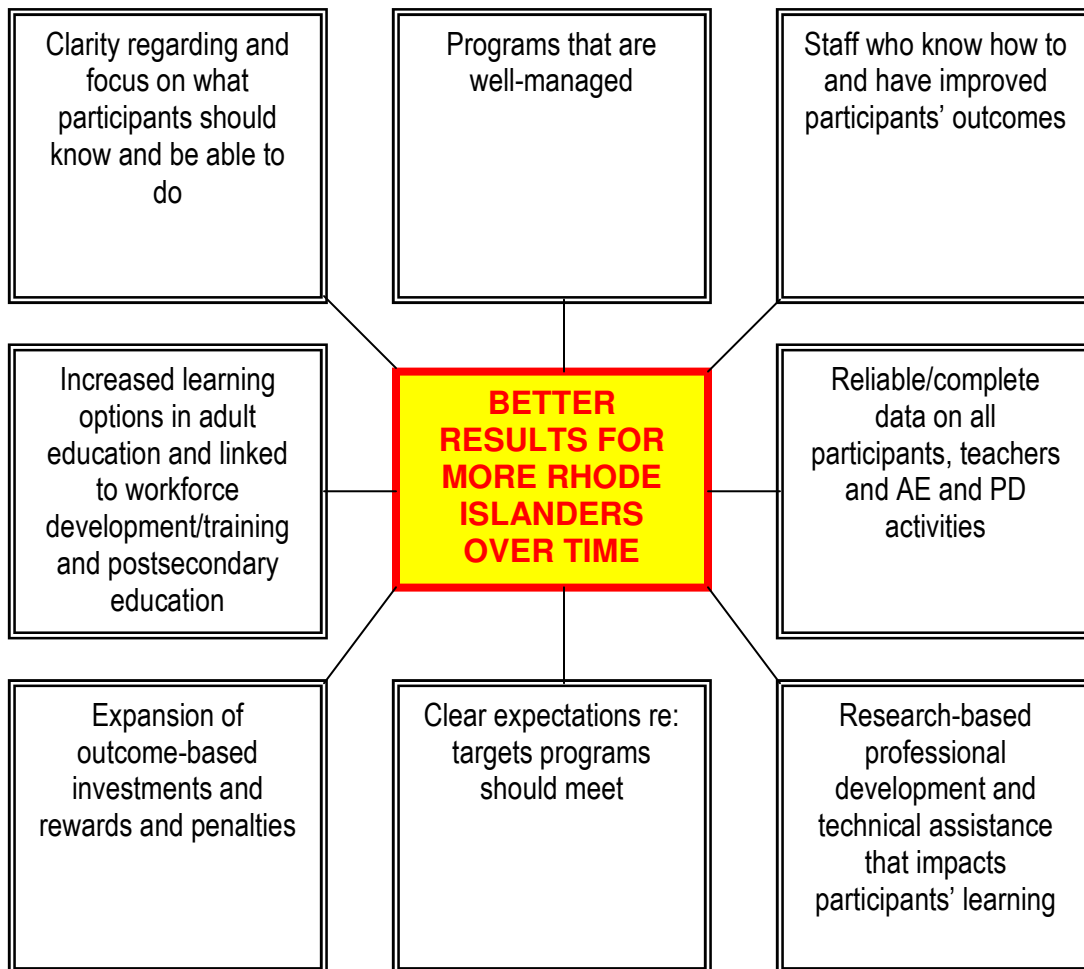 Clarity regarding and
focus on what
participants should
know and be able to
do
Programs that are
well-managed
Staff who know how to
and have improved
participants’ outcomes
Increased learning
options in adult
education and linked
to workforce
development/training
and postsecondary
education
BETTER
RESULTS FOR
MORE RHODE
ISLANDERS
OVER TIME
Reliable/complete
data on all
participants, teachers
and AE and PD
activities
Expansion of
outcome-based
investments and
rewards and penalties
Clear expectations re:
targets programs
should meet
Research-based
professional
development and
technical assistance
that impacts
participants’ learning